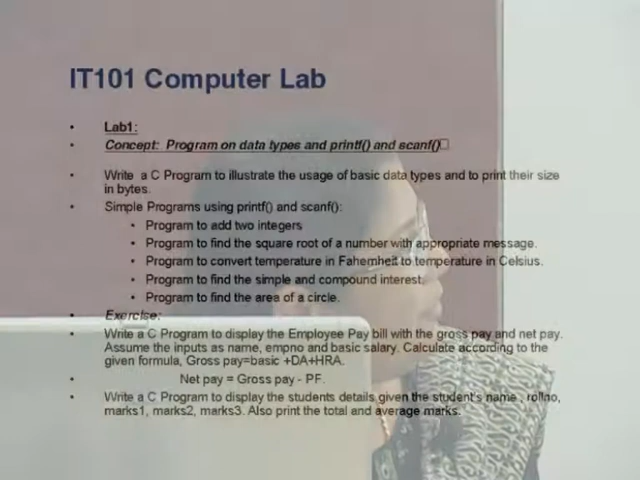 IT101 Computer Lab
• Lab1:
• Concept: Program on data types and printf() and scanf()
• Write a C Program to illustrate the usage of basic data types and to print their size
in bytes.
• Simple Programs using printf() and scanf():
• Program to add two integers
• Program to find the square root of a number with appropriate message.
• Program to convert temperature in Fahernheit to temperature in Celsius.
• Program to find the simple and compound interest.
• Program to find the area of a circle.
• Exercise:
• Write a C Program to display the Employee Pay bill with the gross pay and net pay.
Assume the inputs as name, empno and basic salary. Calculate according to the
given formula, Gross pay=basic +DA+HRA.
• Net pay = Gross pay - PF.
• Write a C Program to display the students details given the student's name , rollno,
marks1, marks2, marks3. Also print the total and average marks.